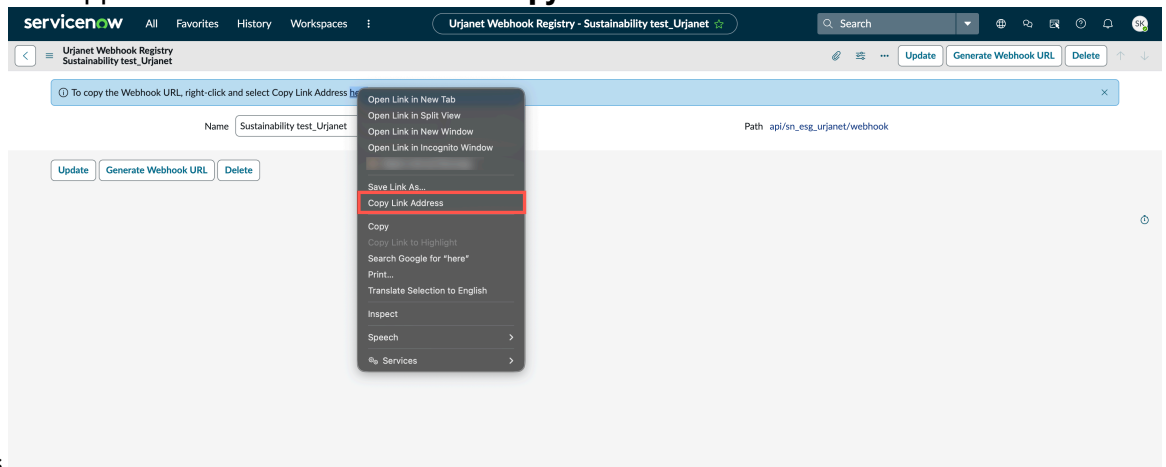 servicenow All Favorites History Workspaces Urjanet Webhook Registry - Sustainability test_Urjanet Search SK
Urjanet Webhook Registry
Sustainability test_Urjanet
Update Generate Webhook URL Delete
To copy the Webhook URL, right-click and select Copy Link Address
Name Sustainability test_Urjanet
Path api/sn_esg_urjanet/webhook
Update Generate Webhook URL Delete
Open Link in New Tab
Open Link in Split View
Open Link in New Window
Open Link in Incognito Window
Save Link As...
Copy Link Address
Copy
Copy Link to Highlight
Search Google for "here"
Print...
Translate Selection to English
Inspect
Speech
Services